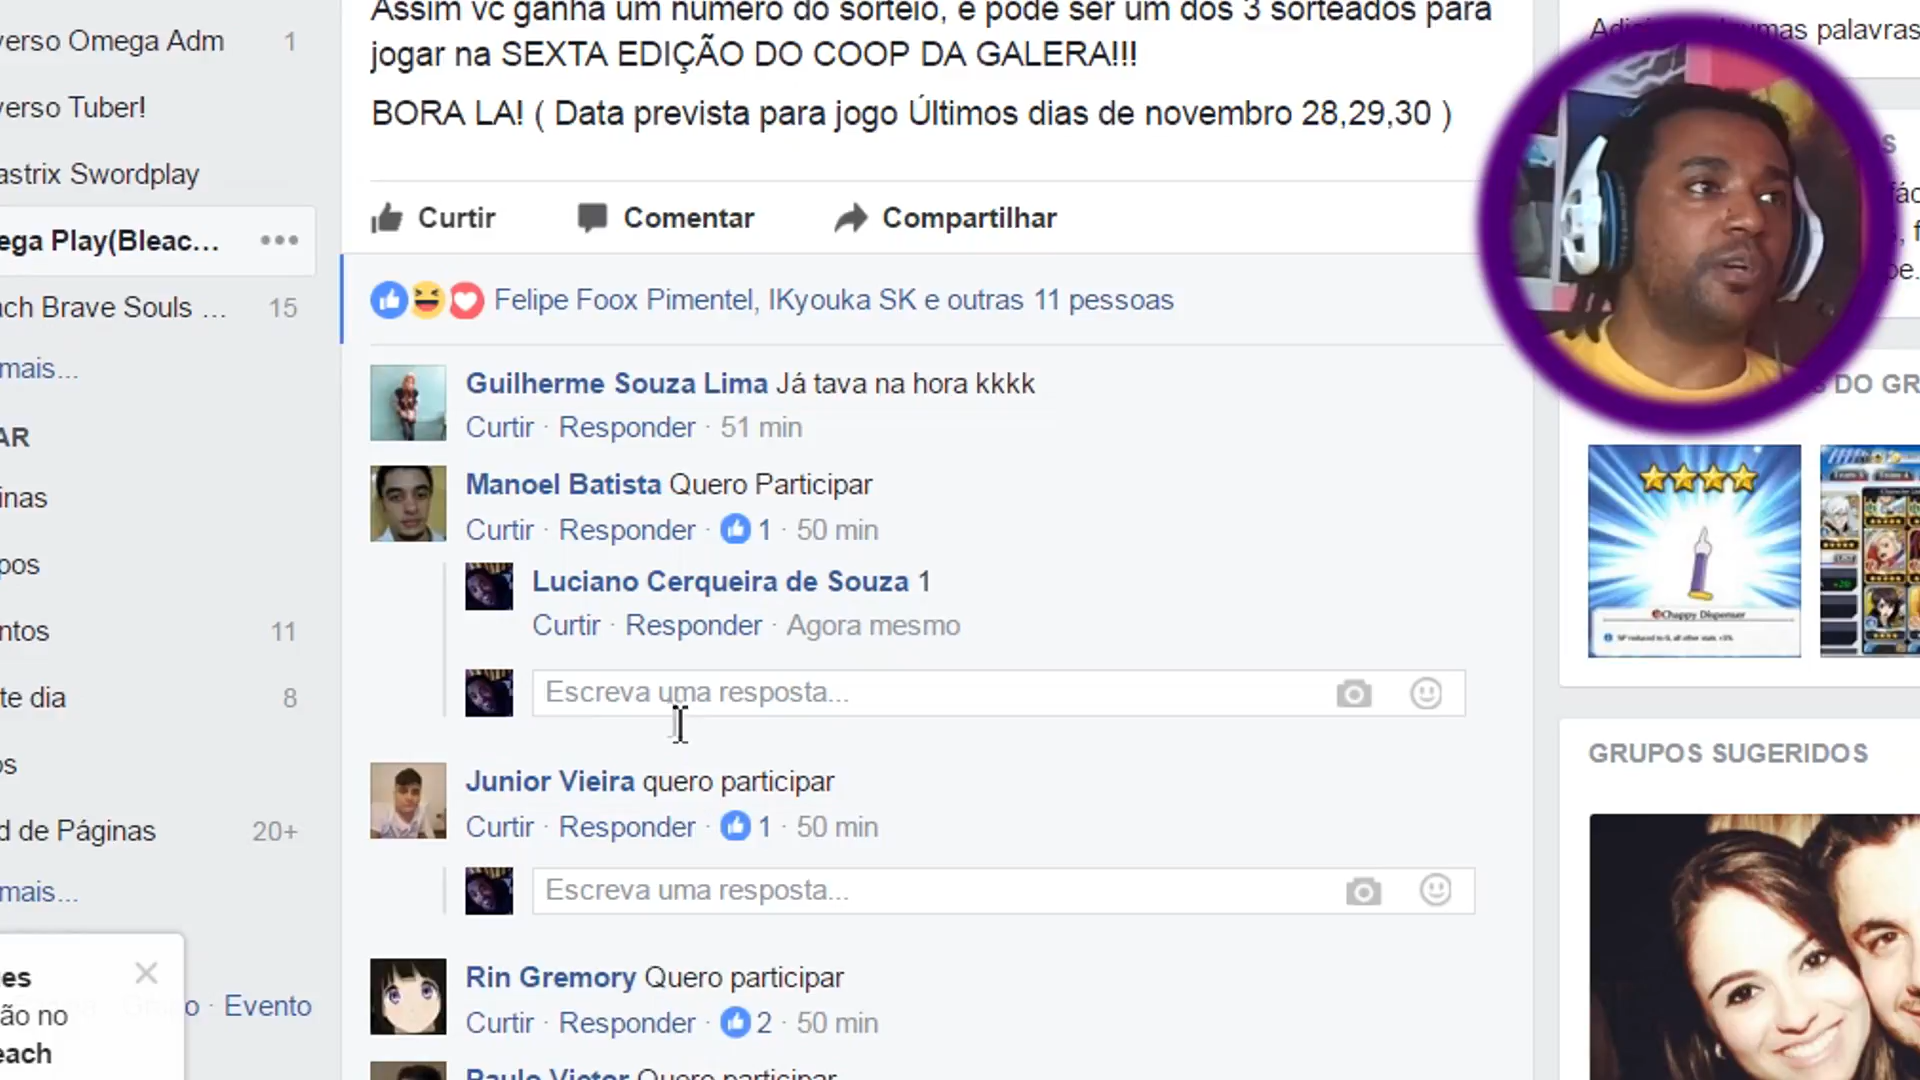 verso Omega Adm 1
verso Tuber!
astrix Swordplay
ega Play(Bleac...
ach Brave Souls ... 15
mais...
AR
inas
pos
ntos 11
te dia 8
os
d de Páginas 20+
mais...
es
o · Evento
ão no
each
Assim vc ganha um numero do sorteio, e pode ser um dos 3 sorteados para
jogar na SEXTA EDIÇÃO DO COOP DA GALERA!!!
BORA LA! ( Data prevista para jogo Últimos dias de novembro 28,29,30 )
Curtir Comentar Compartilhar
Felipe Foox Pimentel, IKyouka SK e outras 11 pessoas
Guilherme Souza Lima Já tava na hora kkkk
Curtir · Responder · 51 min
Manoel Batista Quero Participar
Curtir · Responder · 1 · 50 min
Luciano Cerqueira de Souza 1
Curtir · Responder · Agora mesmo
Escreva uma resposta...
Junior Vieira quero participar
Curtir · Responder · 1 · 50 min
Escreva uma resposta...
Rin Gremory Quero participar
Curtir · Responder · 2 · 50 min
Paulo Victor Quero participar
umas palavras
S
DO GR
Chappy Dispenser
GRUPOS SUGERIDOS